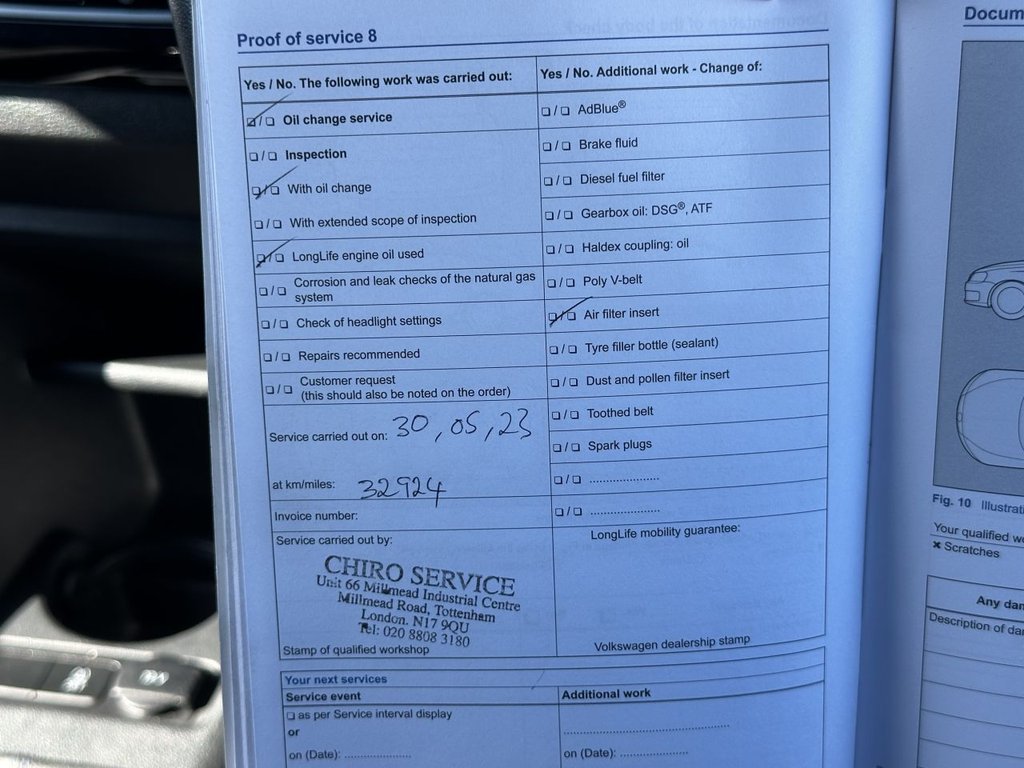 Proof of service 8
Yes / No. The following work was carried out:
❑/❑ Oil change service
❑/❑ Inspection
❑/❑ With oil change
❑/❑ With extended scope of inspection
❑/❑ LongLife engine oil used
❑/❑ Corrosion and leak checks of the natural gas
system
❑/❑ Check of headlight settings
❑/❑ Repairs recommended
❑/❑ Customer request
(this should also be noted on the order)
Service carried out on: 30,05,23
at km/miles: 32924
Invoice number:
Service carried out by:
CHIRO SERVICE
Unit 66 Millmead Industrial Centre
Millmead Road, Tottenham
London. N17 9QU
Tel: 020 8808 3180
Stamp of qualified workshop
Yes / No. Additional work - Change of:
❑/❑ AdBlue®
❑/❑ Brake fluid
❑/❑ Diesel fuel filter
❑/❑ Gearbox oil: DSG®, ATF
❑/❑ Haldex coupling: oil
❑/❑ Poly V-belt
❑/❑ Air filter insert
❑/❑ Tyre filler bottle (sealant)
❑/❑ Dust and pollen filter insert
❑/❑ Toothed belt
❑/❑ Spark plugs
❑/❑ .....................
❑/❑ .....................
LongLife mobility guarantee:
Volkswagen dealership stamp
Your next services
Service event
❑ as per Service interval display
or
on (Date): ....................
Additional work
..................................................
on (Date): ....................
Docum
Fig. 10 Illustrati
Your qualified wo
✖ Scratches
Any dam
Description of da